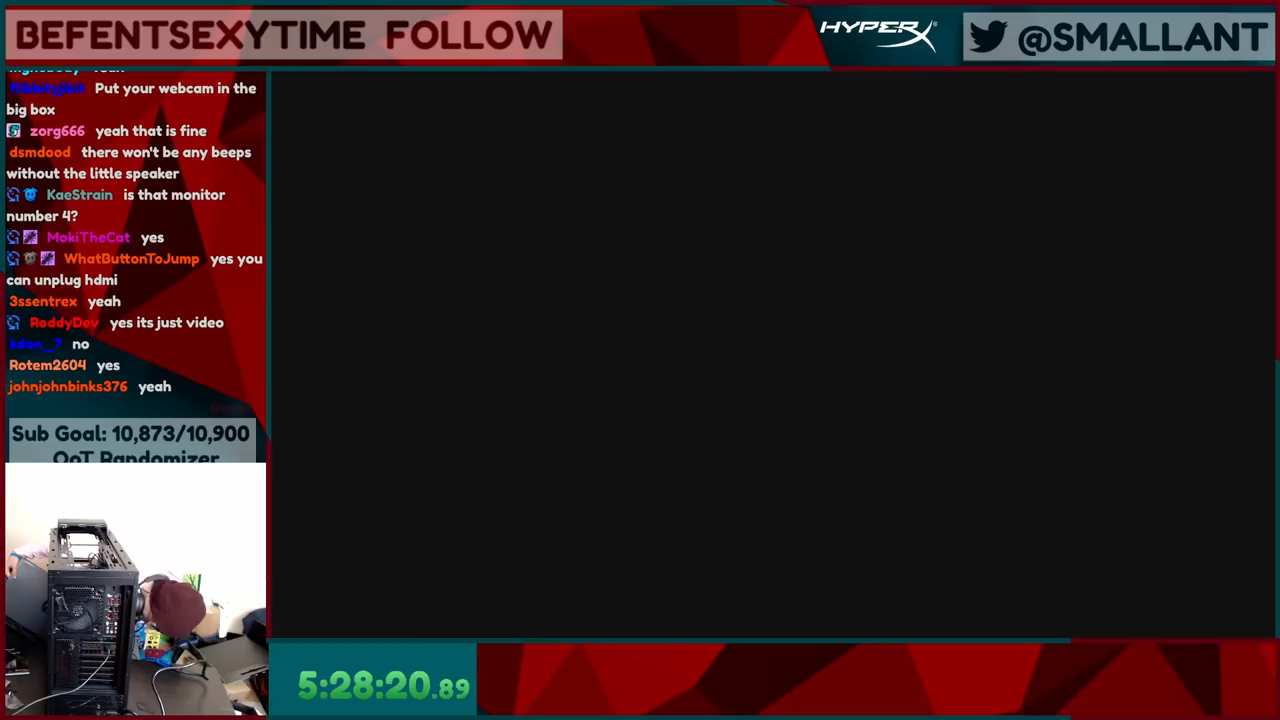 BEFENTSEXYTIME FOLLOW
HYPERX
@SMALLANT
Put your webcam in the
big box
zorg666 yeah that is fine
dsmdood there won't be any beeps
without the little speaker
KaeStrain is that monitor
number 4?
MokiTheCat yes
WhatButtonToJump yes you
can unplug hdmi
3ssentrex yeah
RoddyDev yes its just video
kdan_7 no
Rotem2604 yes
johnjohnbinks376 yeah
Sub Goal: 10,873/10,900
OoT Randomizer
5:28:20.89